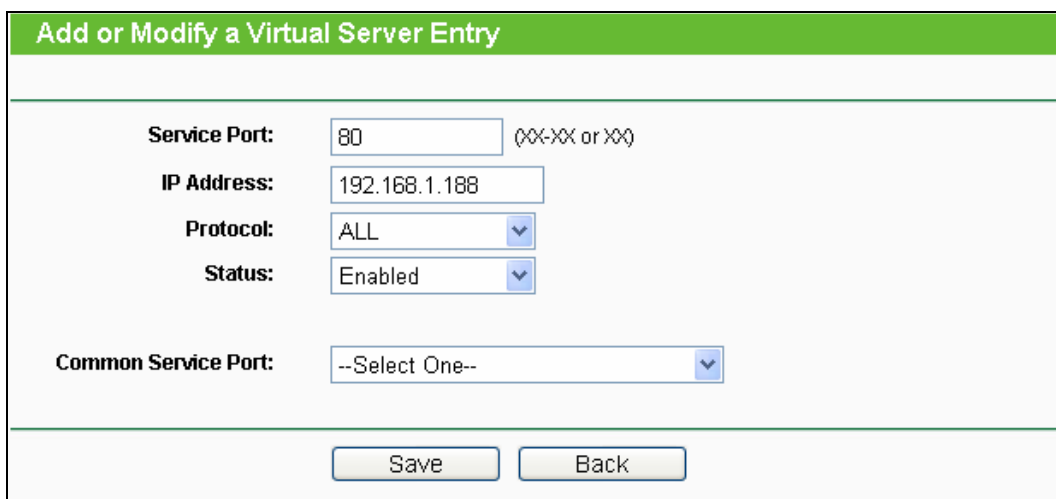 Add or Modify a Virtual Server Entry
Service Port: 80 (XX-XX or XX)
IP Address: 192.168.1.188
Protocol: ALL
Status: Enabled
Common Service Port: --Select One--
Save Back